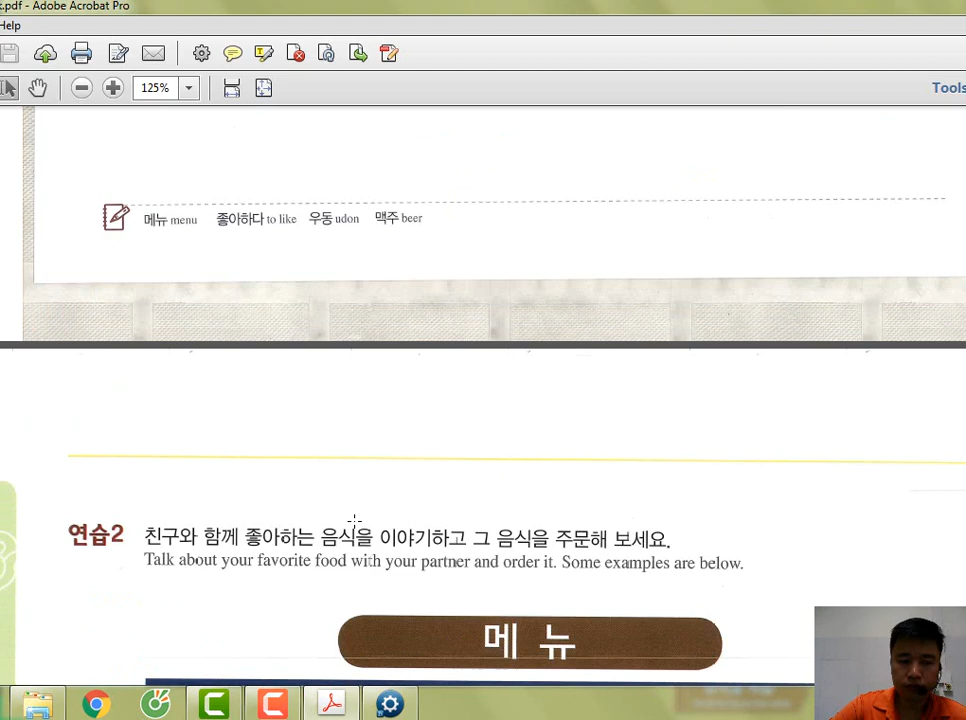 .pdf - Adobe Acrobat Pro
Help
125%
Tools
메뉴 menu 좋아하다 to like 우동 udon 맥주 beer
연습2 친구와 함께 좋아하는 음식을 이야기하고 그 음식을 주문해 보세요.
Talk about your favorite food with your partner and order it. Some examples are below.
메 뉴